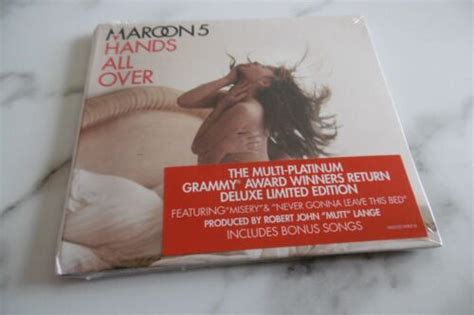 MAROON 5
HANDS
ALL
OVER
THE MULTI-PLATINUM
GRAMMY® AWARD WINNERS RETURN
DELUXE LIMITED EDITION
FEATURING "MISERY" & "NEVER GONNA LEAVE THIS BED"
PRODUCED BY ROBERT JOHN "MUTT" LANGE
INCLUDES BONUS SONGS